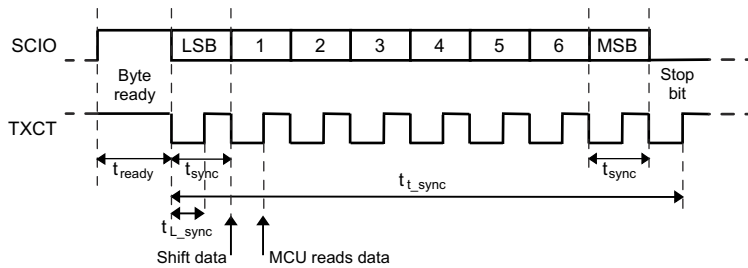 SCIO LSB 1 2 3 4 5 6 MSB
Byte ready
Stop bit
TXCT
tready tsync tsync
tt_sync
tL_sync
Shift data MCU reads data